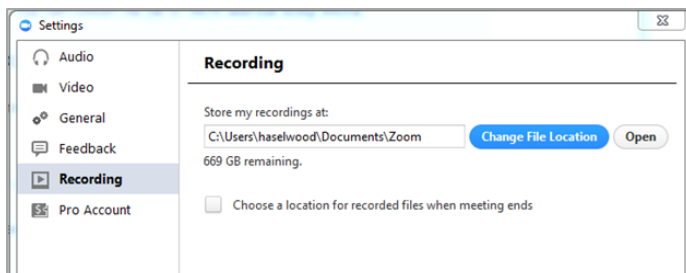 Settings
Audio
Video
General
Feedback
Recording
Pro Account
Recording
Store my recordings at:
C:\Users\haselwood\Documents\Zoom Change File Location Open
669 GB remaining.
Choose a location for recorded files when meeting ends